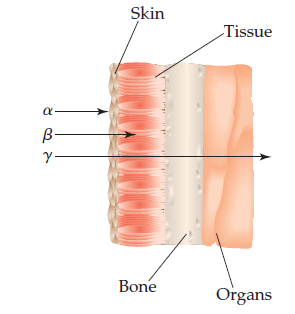 Skin
Tissue
α
β
γ
Bone
Organs